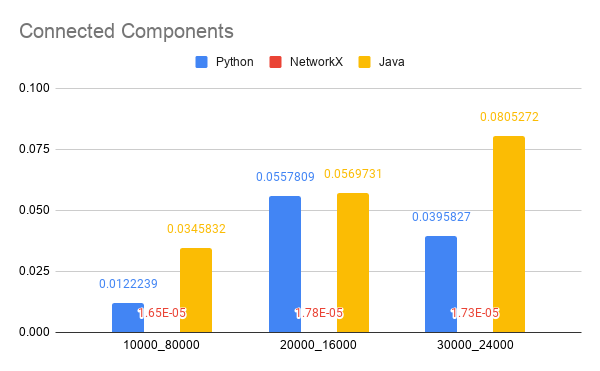 Connected Components
Python NetworkX Java
0.100
0.075
0.050
0.025
0.000
0.0122239
1.65E-05
0.0345832
0.0557809
1.78E-05
0.0569731
0.0395827
1.73E-05
0.0805272
10000_80000 20000_16000 30000_24000